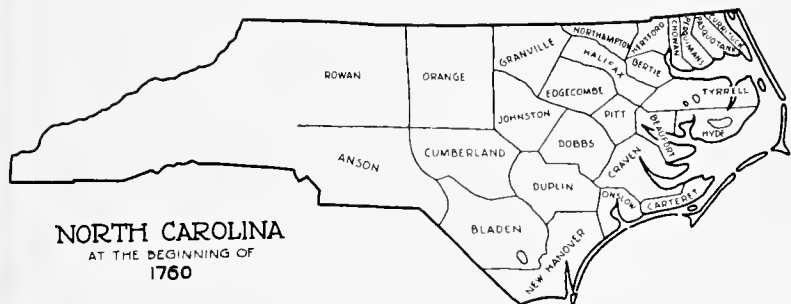 CURRITUCK
PASQUOTANK
PERQUIMANS
CHOWAN
HERTFORD
NORTHAMPTON
GRANVILLE
HALIFAX
BERTIE
ROWAN
ORANGE
EDGECOMBE
TYRRELL
JOHNSTON
PITT
BEAUFORT
HYDE
ANSON
CUMBERLAND
DOBBS
CRAVEN
DUPLIN
ONSLOW
CARTERET
BLADEN
NEW HANOVER
NORTH CAROLINA
AT THE BEGINNING OF
1760